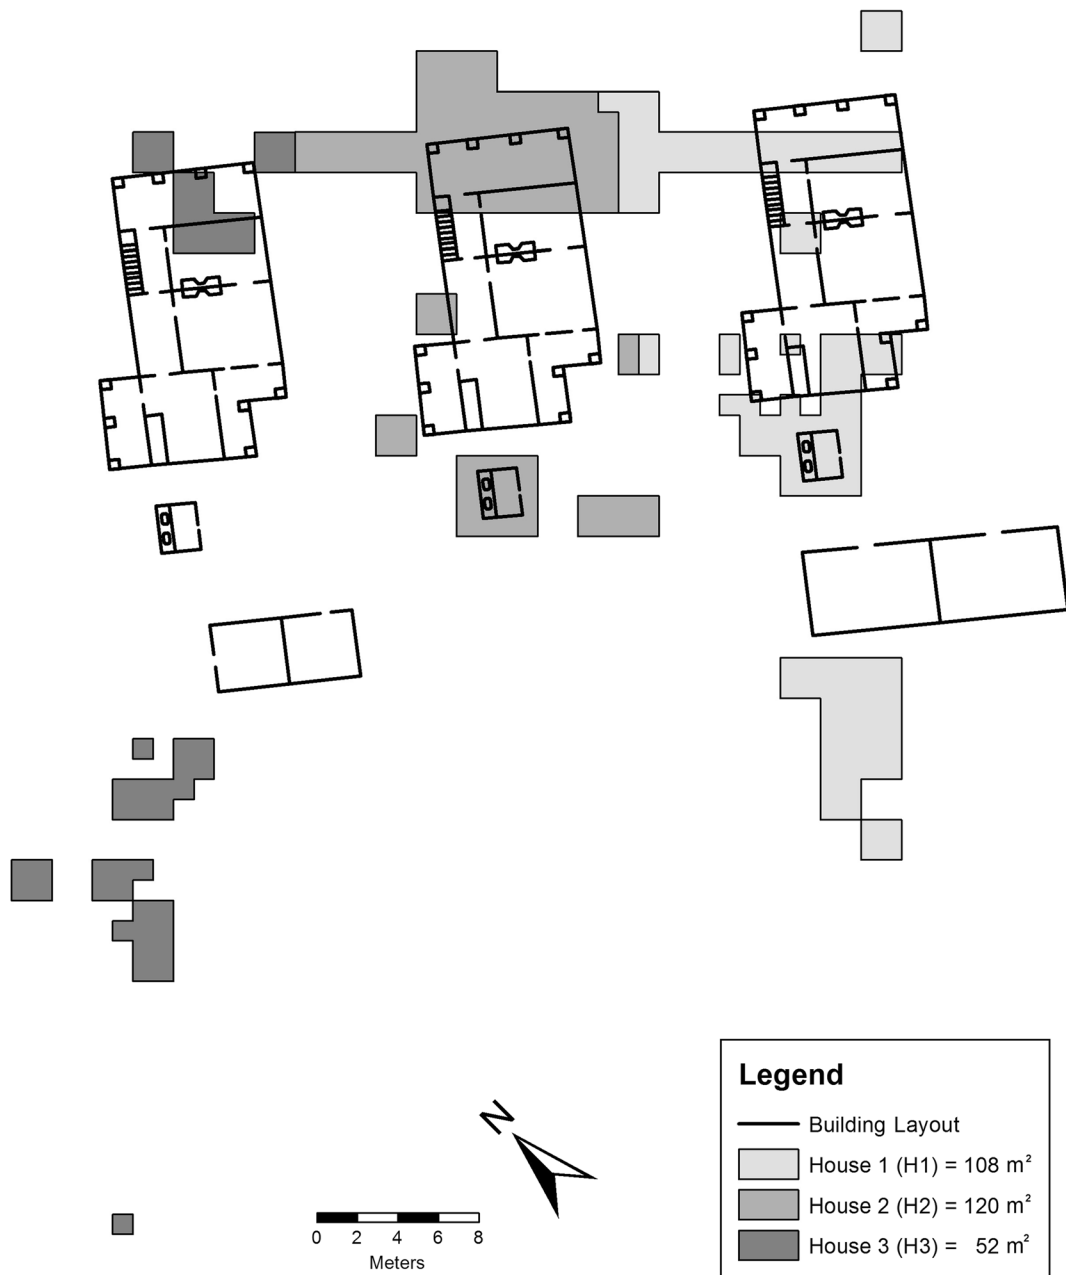 N
0 2 4 6 8
Meters
Legend
Building Layout
House 1 (H1) = 108 m²
House 2 (H2) = 120 m²
House 3 (H3) = 52 m²